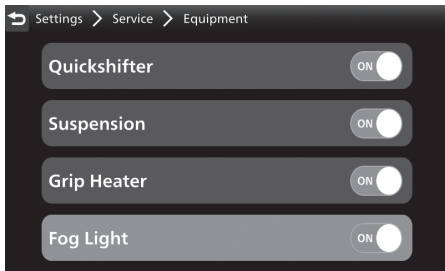 Settings > Service > Equipment
Quickshifter ON
Suspension ON
Grip Heater ON
Fog Light ON